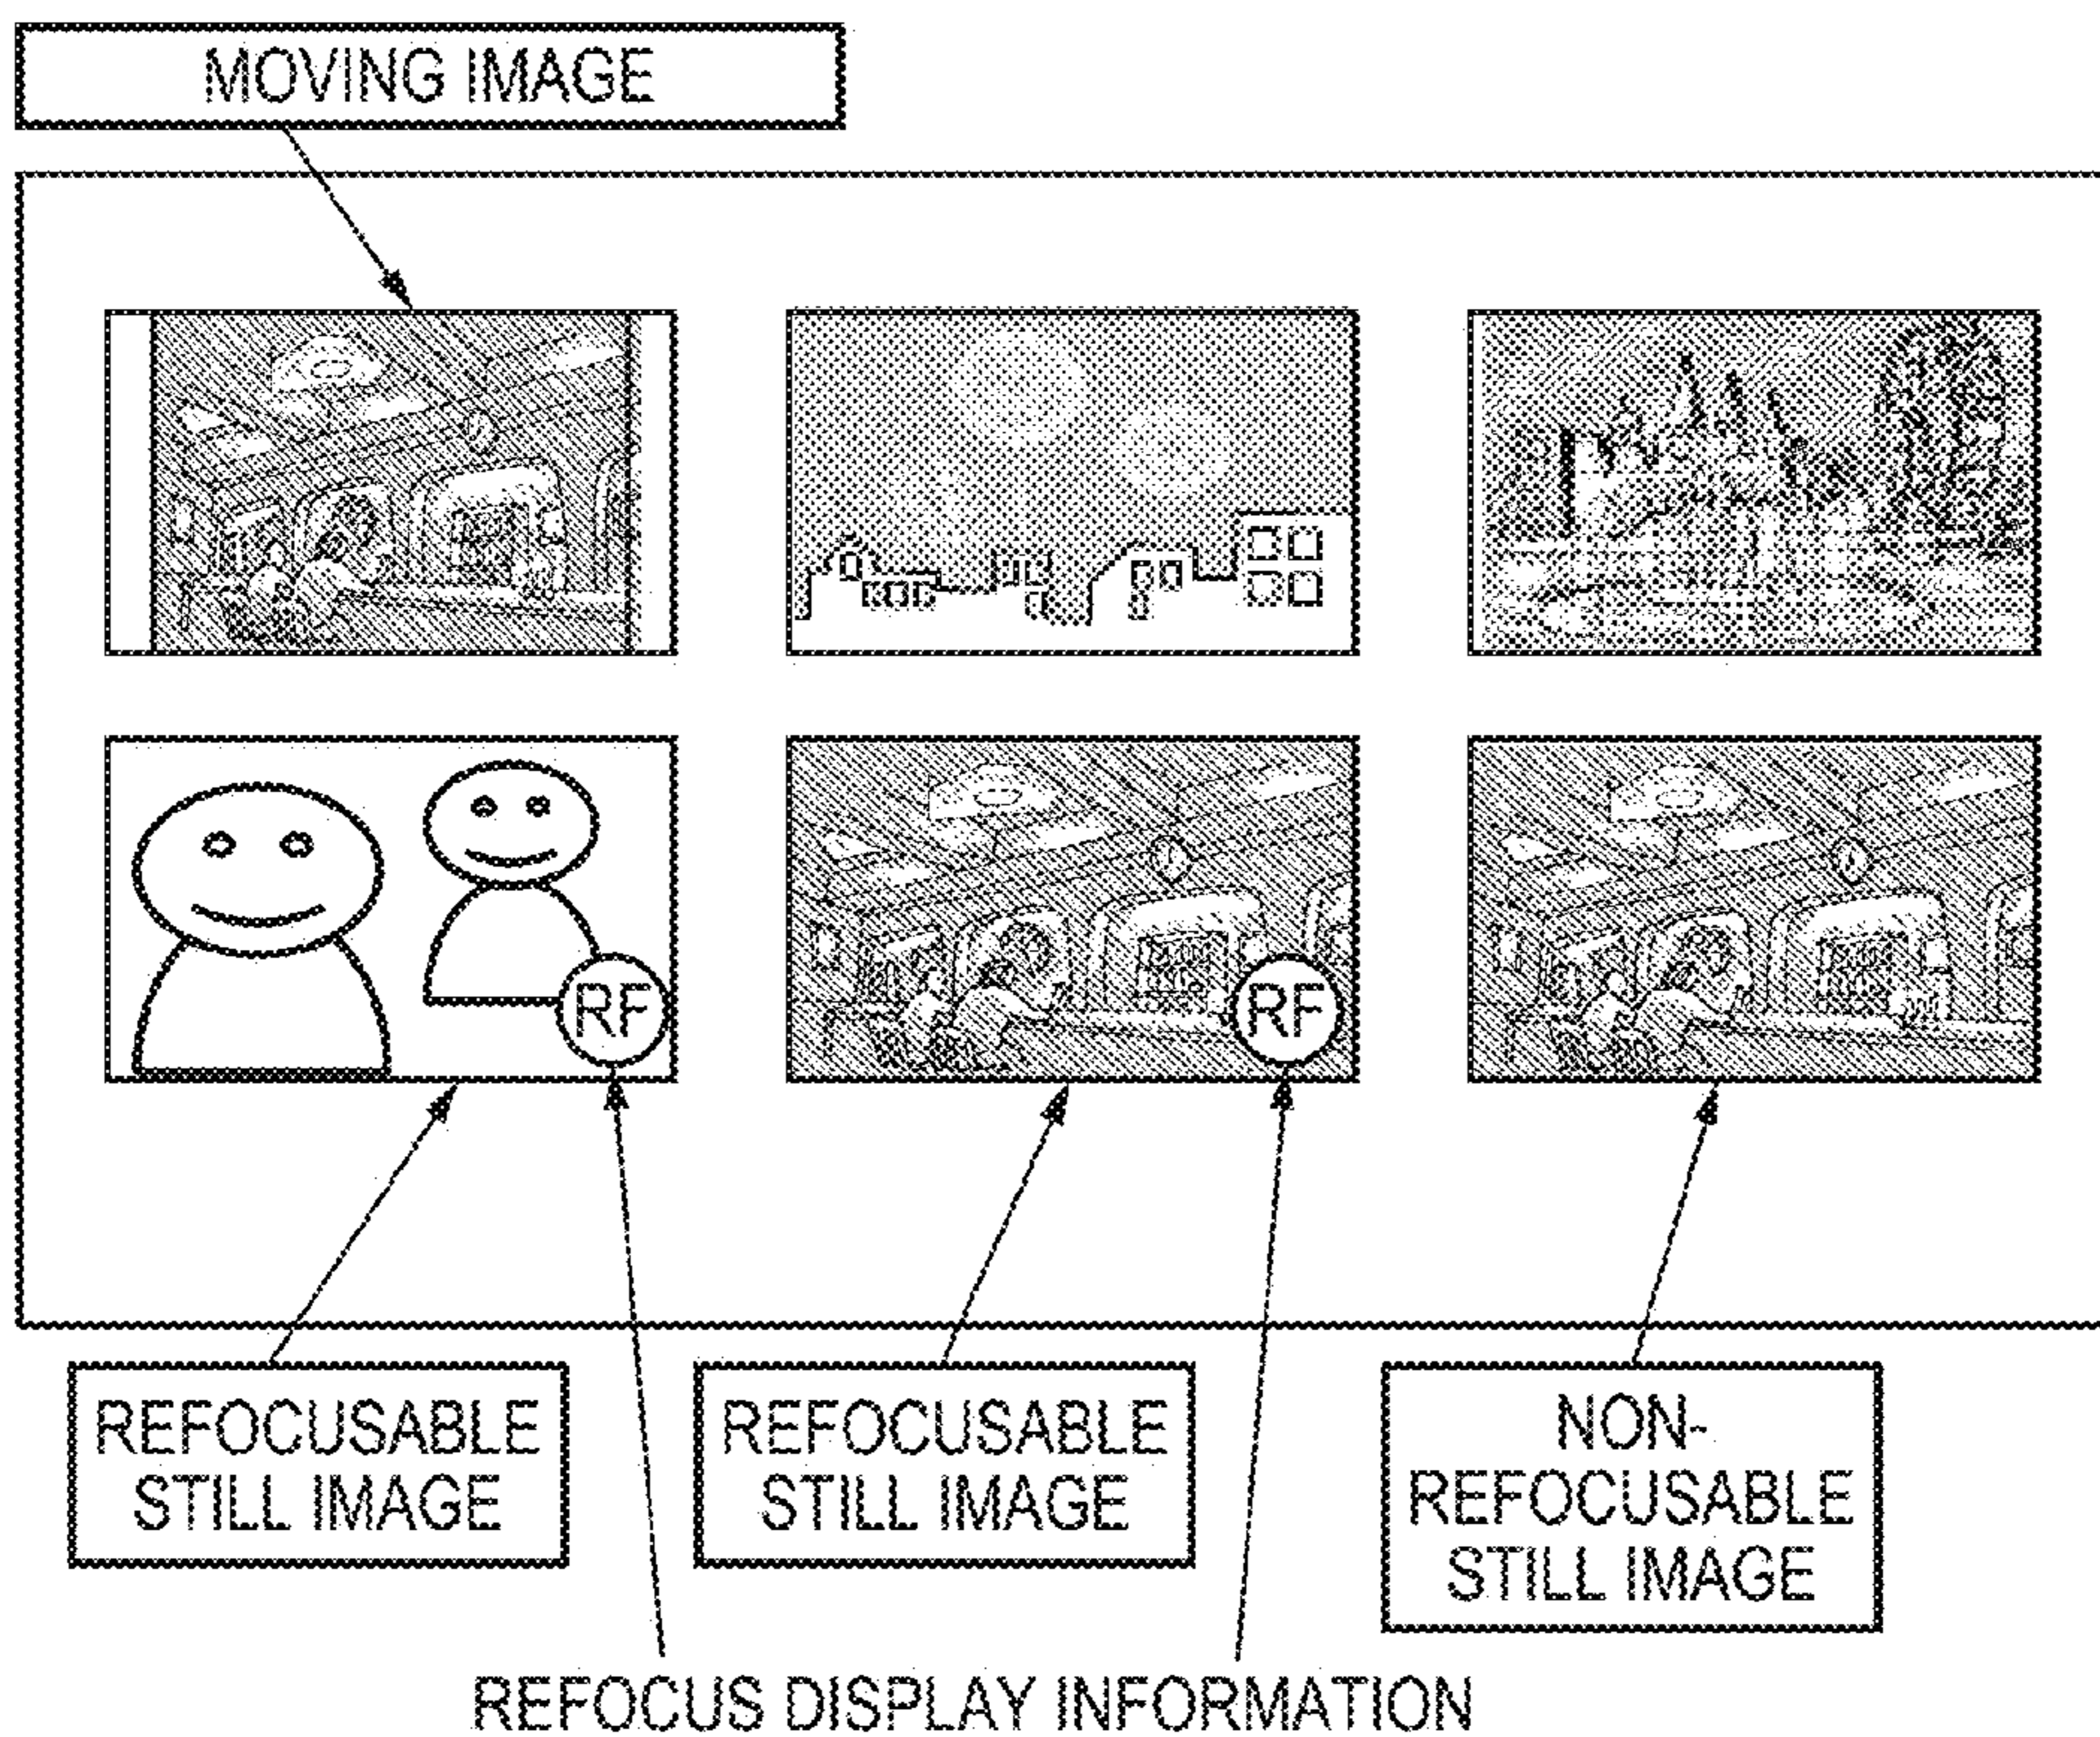 MOVING IMAGE
RF
RF
REFOCUSABLE
STILL IMAGE
REFOCUSABLE
STILL IMAGE
NON-
REFOCUSABLE
STILL IMAGE
REFOCUS DISPLAY INFORMATION